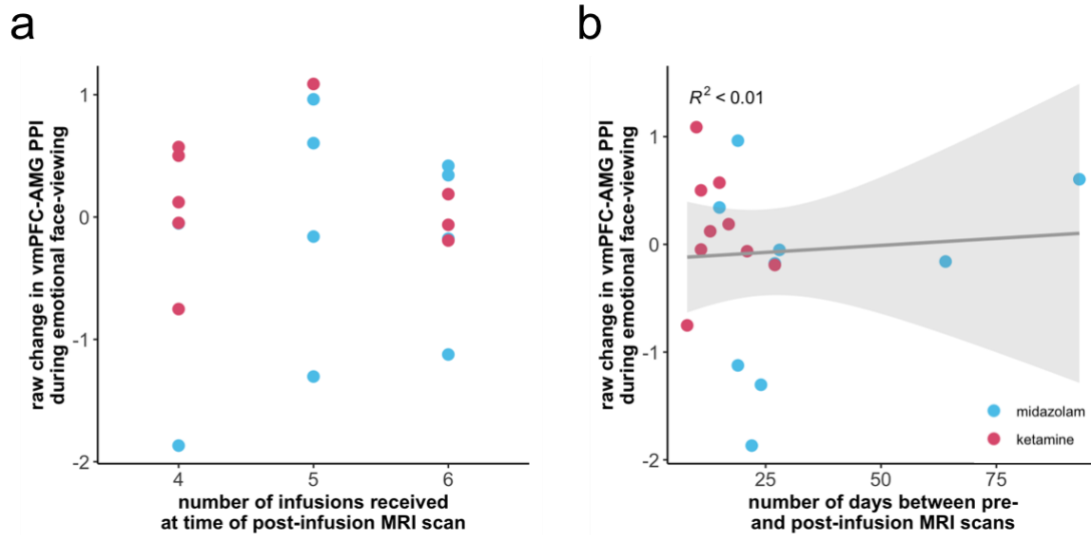 a
raw change in vmPFC-AMG PPI
during emotional face-viewing
1
0
-1
-2
4
5
6
number of infusions received
at time of post-infusion MRI scan
b
raw change in vmPFC-AMG PPI
during emotional face-viewing
R² < 0.01
1
0
-1
-2
midazolam
ketamine
25
50
75
number of days between pre-
and post-infusion MRI scans